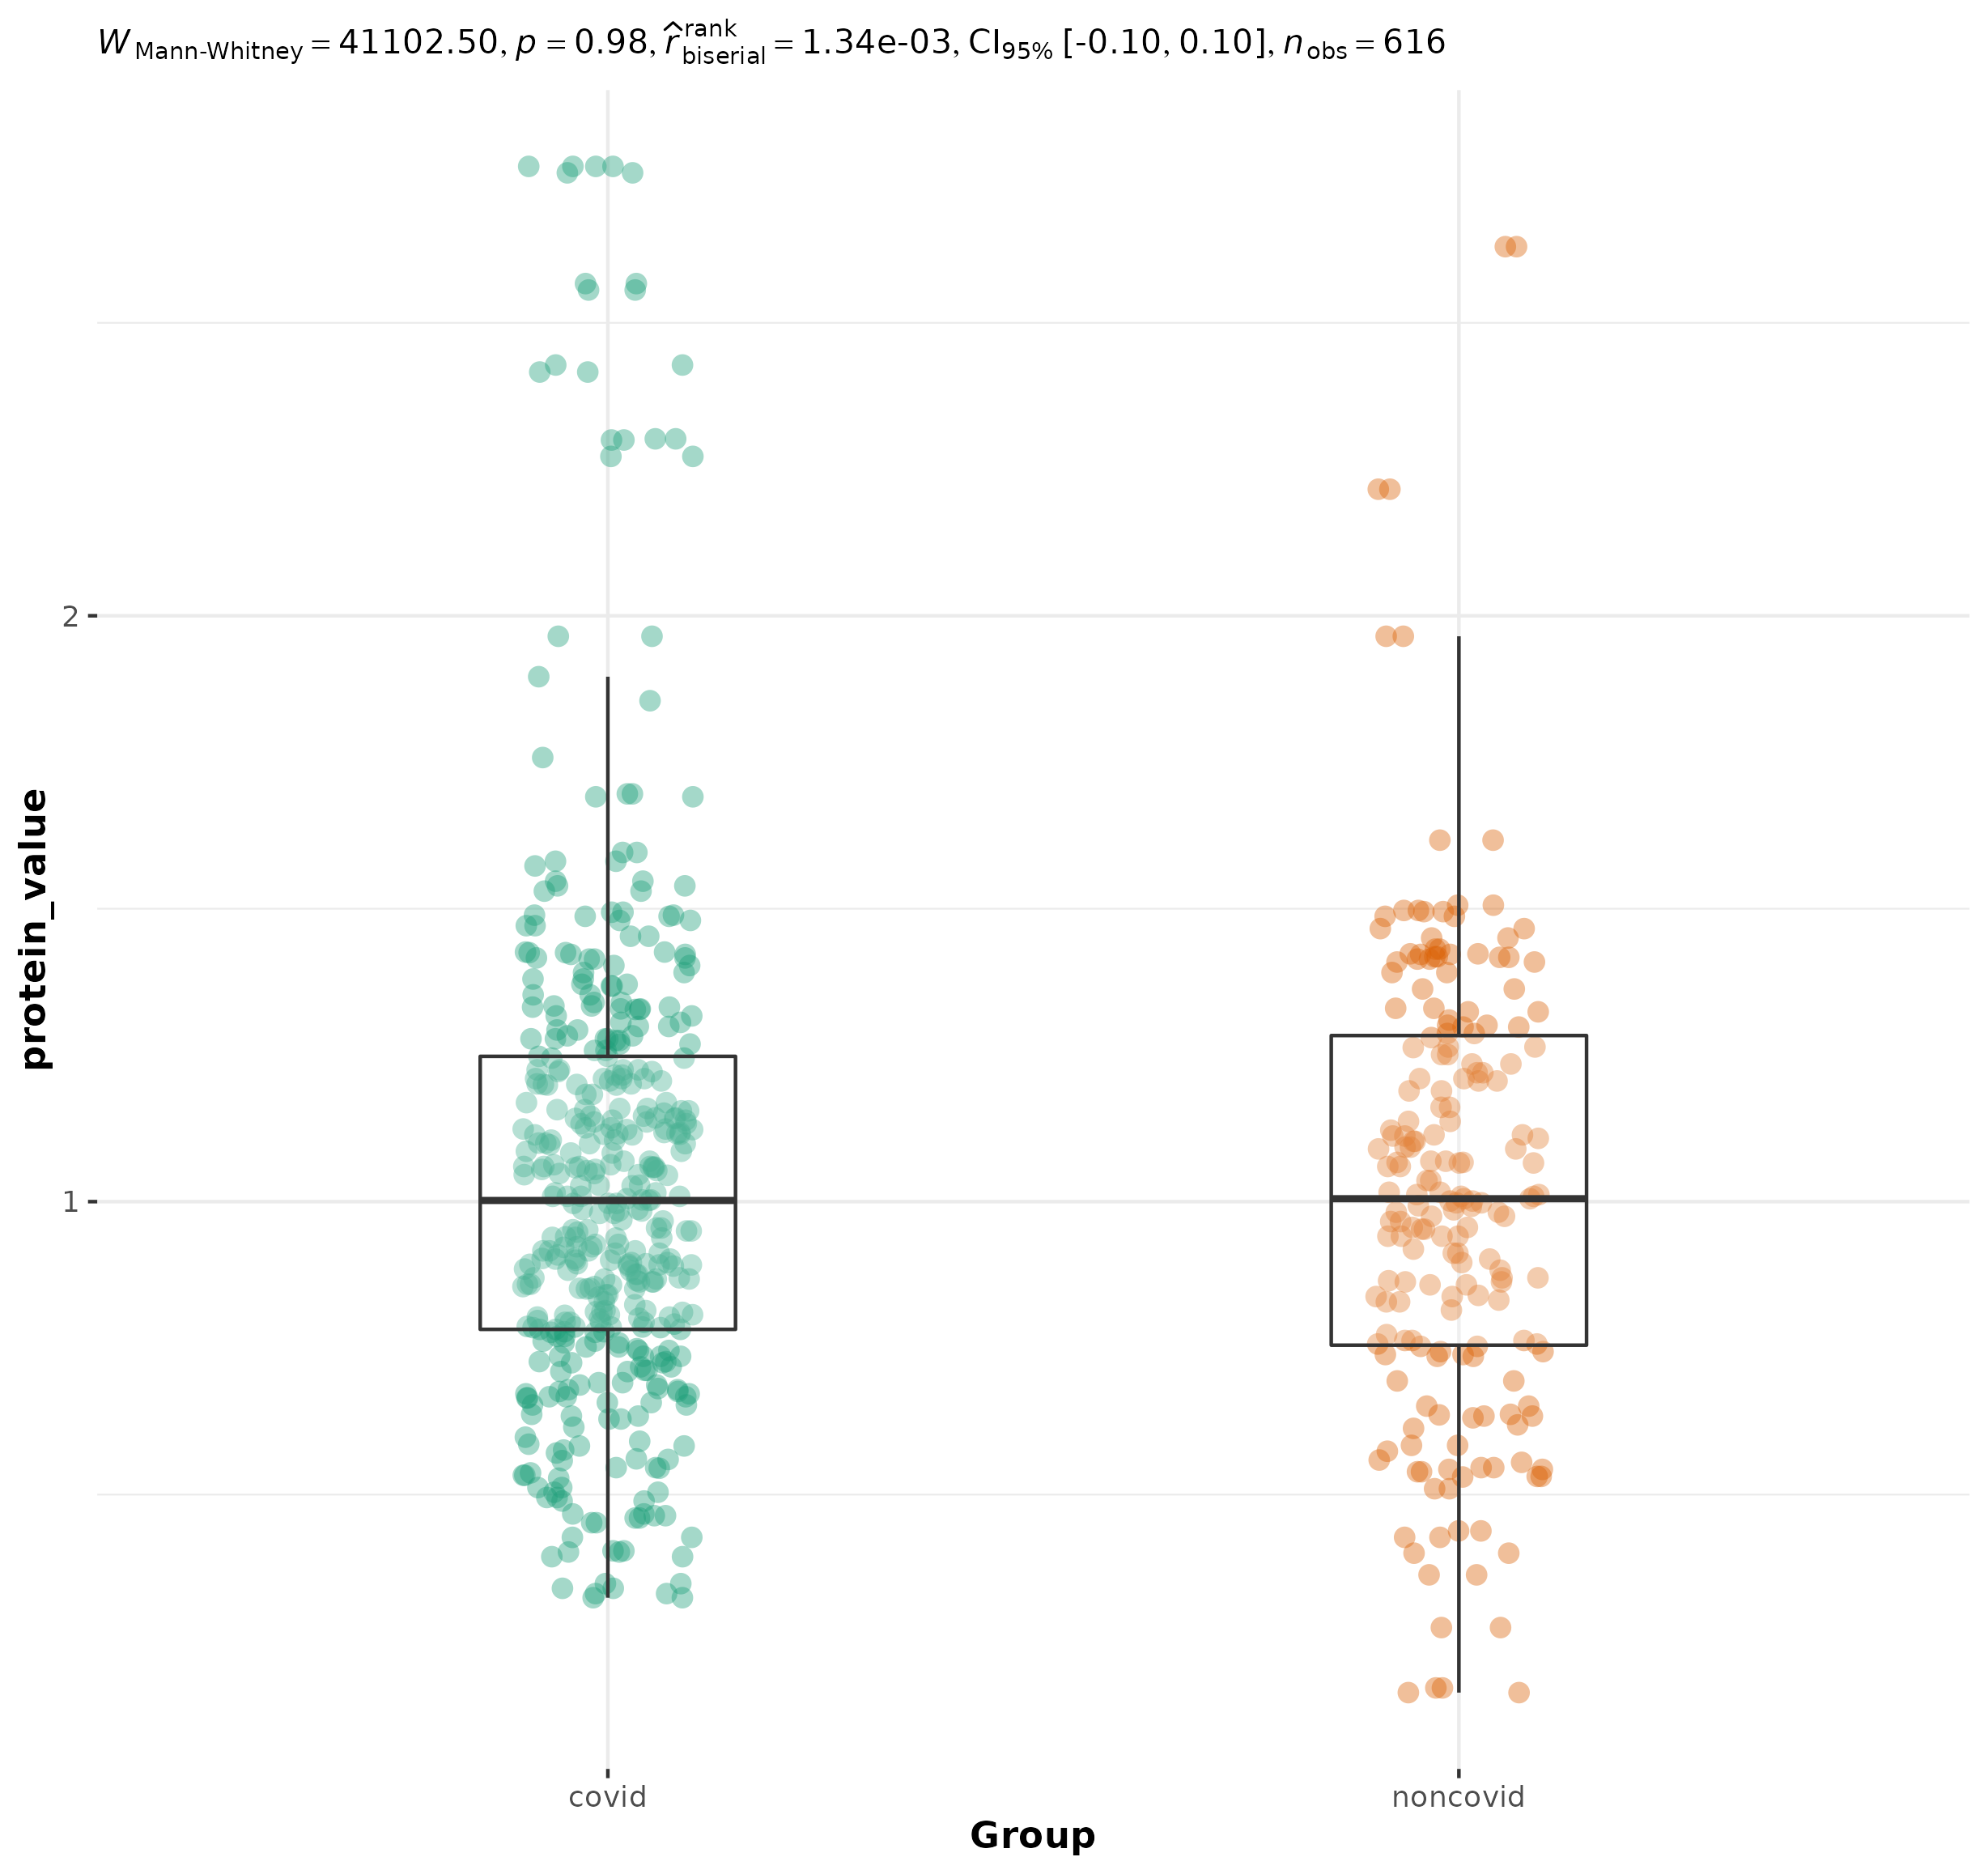 W Mann-Whitney = 41102.50, p = 0.98, r̂ rank biserial = 1.34e-03, CI95% [-0.10, 0.10], nobs = 616
protein_value
2
1
covid noncovid
Group